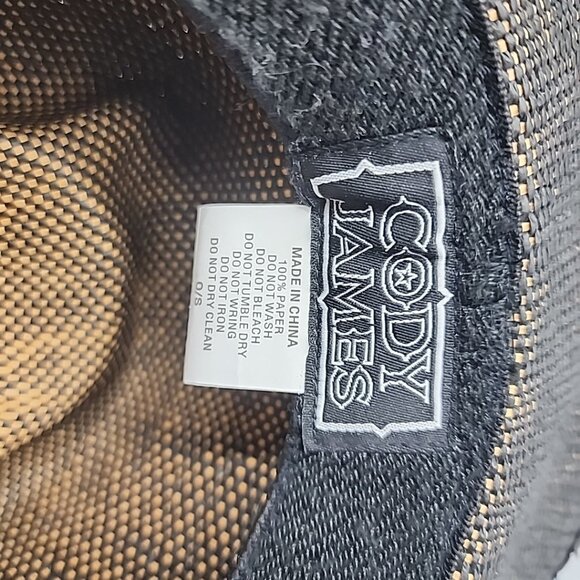 CODY
JAMES
MADE IN CHINA
100% PAPER
DO NOT WASH
DO NOT BLEACH
DO NOT TUMBLE DRY
DO NOT WRING
DO NOT IRON
DO NOT DRY CLEAN
O/S